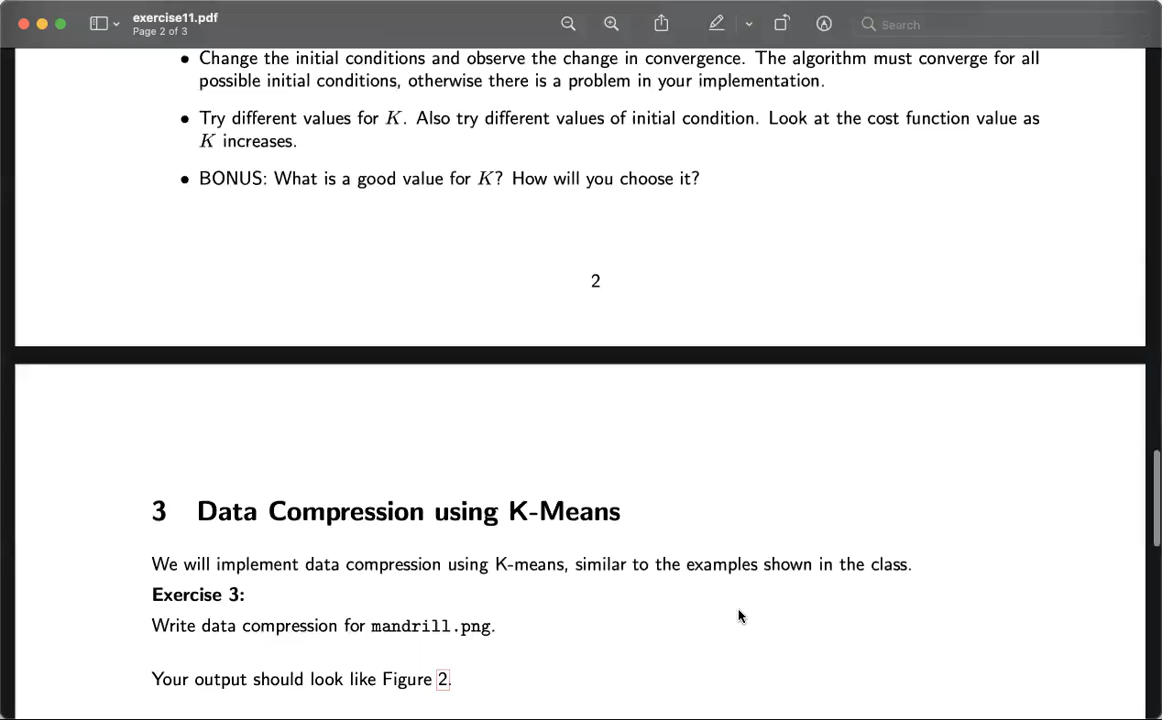 exercise11.pdf
Page 2 of 3
Search
• Change the initial conditions and observe the change in convergence. The algorithm must converge for all
possible initial conditions, otherwise there is a problem in your implementation.
• Try different values for K. Also try different values of initial condition. Look at the cost function value as
K increases.
• BONUS: What is a good value for K? How will you choose it?
2
3 Data Compression using K-Means
We will implement data compression using K-means, similar to the examples shown in the class.
Exercise 3:
Write data compression for mandrill.png.
Your output should look like Figure 2.